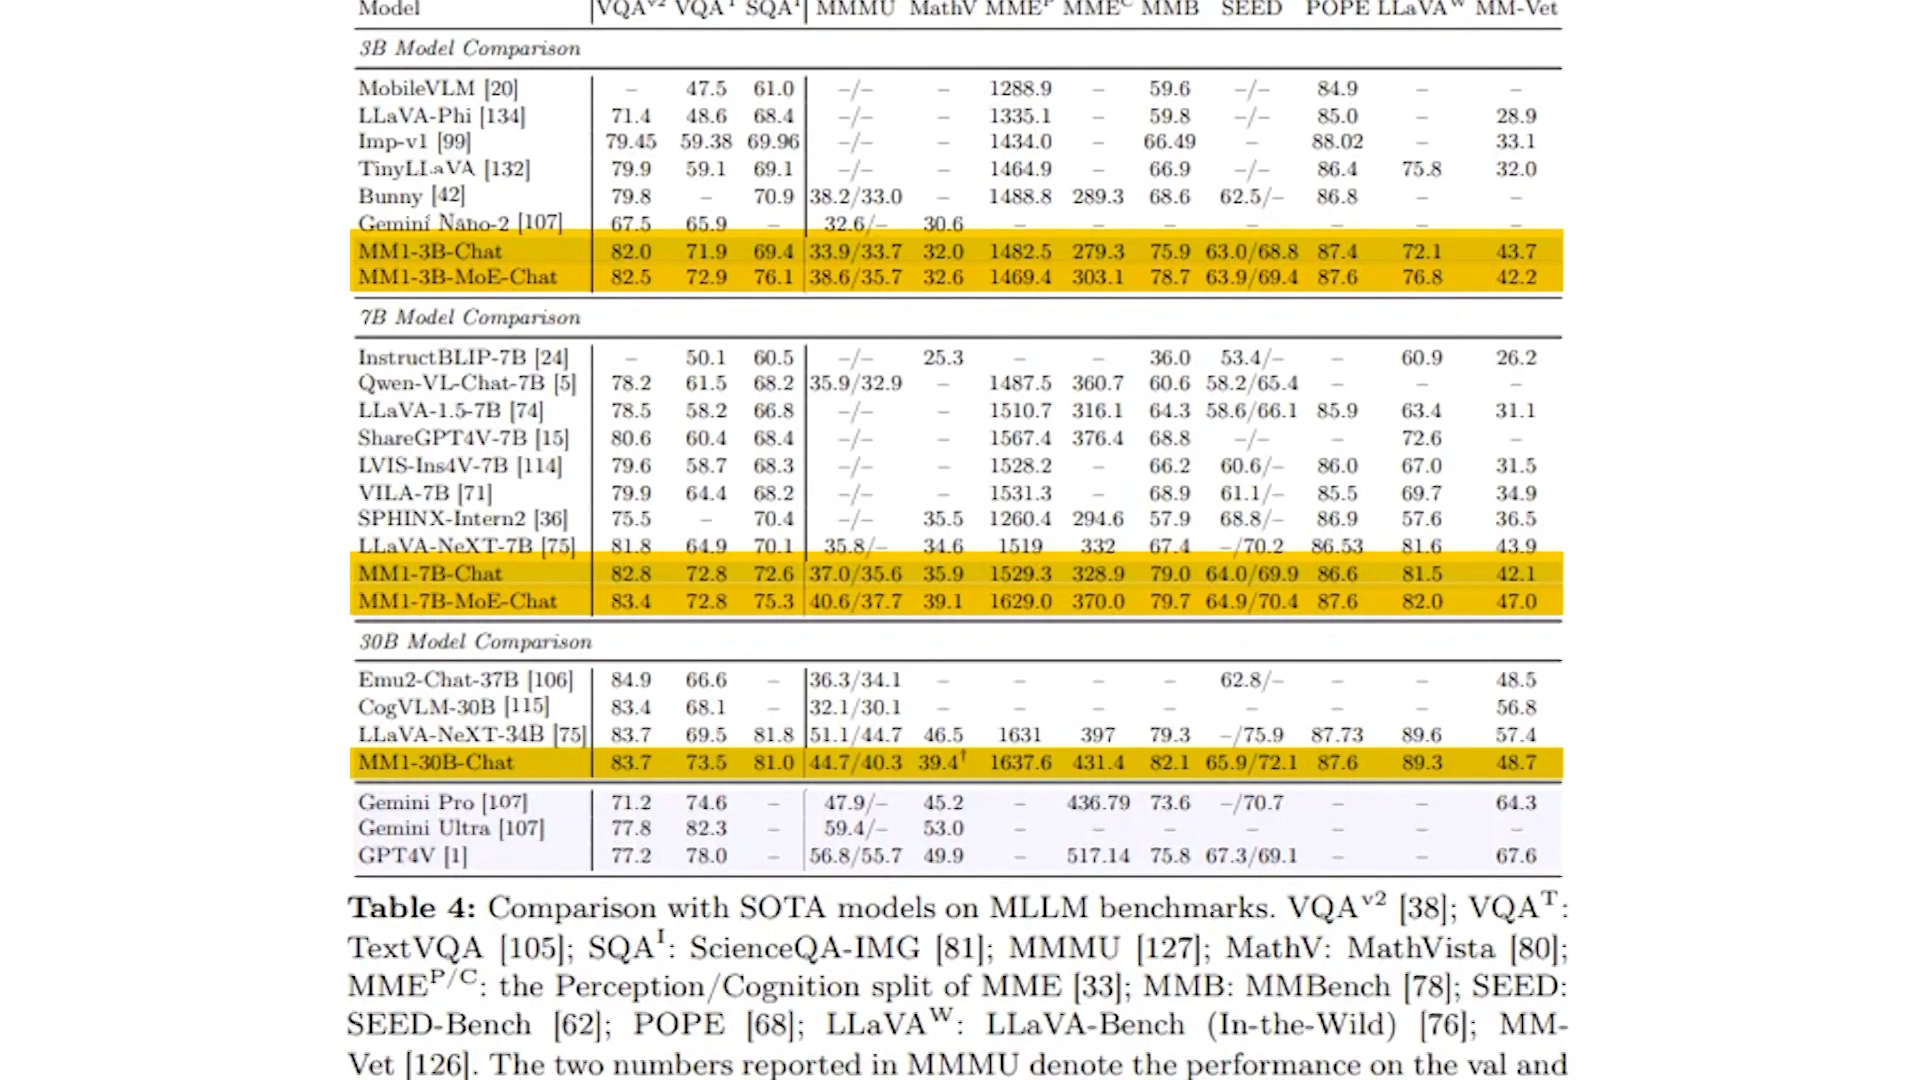 Model VQAv2 VQAT SQAI MMMU MathV MMEP MMEC MMB SEED POPE LLaVAW MM-Vet
3B Model Comparison
MobileVLM [20] – 47.5 61.0 –/– – 1288.9 – 59.6 –/– 84.9 – –
LLaVA-Phi [134] 71.4 48.6 68.4 –/– – 1335.1 – 59.8 –/– 85.0 – 28.9
Imp-v1 [99] 79.45 59.38 69.96 –/– – 1434.0 – 66.49 – 88.02 – 33.1
TinyLLaVA [132] 79.9 59.1 69.1 –/– – 1464.9 – 66.9 –/– 86.4 75.8 32.0
Bunny [42] 79.8 – 70.9 38.2/33.0 – 1488.8 289.3 68.6 62.5/– 86.8 – –
Gemini Nano-2 [107] 67.5 65.9 – 32.6/– 30.6 – – – – – – –
MM1-3B-Chat 82.0 71.9 69.4 33.9/33.7 32.0 1482.5 279.3 75.9 63.0/68.8 87.4 72.1 43.7
MM1-3B-MoE-Chat 82.5 72.9 76.1 38.6/35.7 32.6 1469.4 303.1 78.7 63.9/69.4 87.6 76.8 42.2
7B Model Comparison
InstructBLIP-7B [24] – 50.1 60.5 –/– 25.3 – – 36.0 53.4/– – 60.9 26.2
Qwen-VL-Chat-7B [5] 78.2 61.5 68.2 35.9/32.9 – 1487.5 360.7 60.6 58.2/65.4 – – –
LLaVA-1.5-7B [74] 78.5 58.2 66.8 –/– – 1510.7 316.1 64.3 58.6/66.1 85.9 63.4 31.1
ShareGPT4V-7B [15] 80.6 60.4 68.4 –/– – 1567.4 376.4 68.8 –/– – 72.6 –
LVIS-Ins4V-7B [114] 79.6 58.7 68.3 –/– – 1528.2 – 66.2 60.6/– 86.0 67.0 31.5
VILA-7B [71] 79.9 64.4 68.2 –/– – 1531.3 – 68.9 61.1/– 85.5 69.7 34.9
SPHINX-Intern2 [36] 75.5 – 70.4 –/– 35.5 1260.4 294.6 57.9 68.8/– 86.9 57.6 36.5
LLaVA-NeXT-7B [75] 81.8 64.9 70.1 35.8/– 34.6 1519 332 67.4 –/70.2 86.53 81.6 43.9
MM1-7B-Chat 82.8 72.8 72.6 37.0/35.6 35.9 1529.3 328.9 79.0 64.0/69.9 86.6 81.5 42.1
MM1-7B-MoE-Chat 83.4 72.8 75.3 40.6/37.7 39.1 1629.0 370.0 79.7 64.9/70.4 87.6 82.0 47.0
30B Model Comparison
Emu2-Chat-37B [106] 84.9 66.6 – 36.3/34.1 – – – – 62.8/– – – 48.5
CogVLM-30B [115] 83.4 68.1 – 32.1/30.1 – – – – – – – 56.8
LLaVA-NeXT-34B [75] 83.7 69.5 81.8 51.1/44.7 46.5 1631 397 79.3 –/75.9 87.73 89.6 57.4
MM1-30B-Chat 83.7 73.5 81.0 44.7/40.3 39.4† 1637.6 431.4 82.1 65.9/72.1 87.6 89.3 48.7
Gemini Pro [107] 71.2 74.6 – 47.9/– 45.2 – 436.79 73.6 –/70.7 – – 64.3
Gemini Ultra [107] 77.8 82.3 – 59.4/– 53.0 – – – – – – –
GPT4V [1] 77.2 78.0 – 56.8/55.7 49.9 – 517.14 75.8 67.3/69.1 – – 67.6
Table 4: Comparison with SOTA models on MLLM benchmarks. VQAv2 [38]; VQAT:
TextVQA [105]; SQAI: ScienceQA-IMG [81]; MMMU [127]; MathV: MathVista [80];
MMEP/C: the Perception/Cognition split of MME [33]; MMB: MMBench [78]; SEED:
SEED-Bench [62]; POPE [68]; LLaVAW: LLaVA-Bench (In-the-Wild) [76]; MM-
Vet [126]. The two numbers reported in MMMU denote the performance on the val and